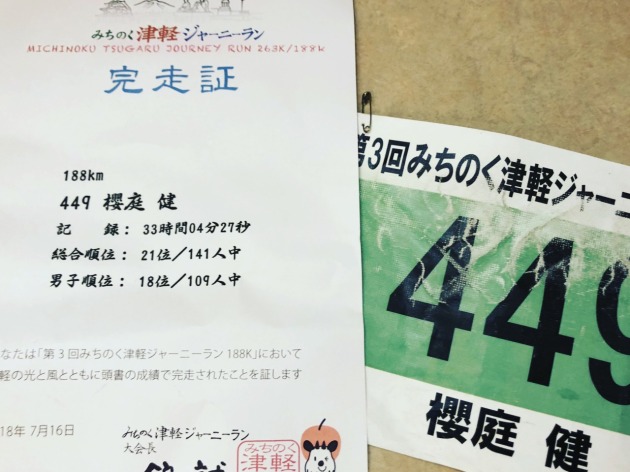 みちのく津軽ジャーニーラン
MICHINOKU TSUGARU JOURNEY RUN 263K/188K
完走証
188km
449 櫻庭 健
記 録： 33時間04分27秒
総合順位： 21位／141人中
男子順位： 18位／109人中
なたは「第3回みちのく津軽ジャーニーラン188K」において
軽の光と風とともに頭書の成績で完走されたことを証します
18年 7月16日
みちのく津軽ジャーニーラン
大会長
みちのく
津軽
第3回みちのく津軽ジャーニ
449
櫻庭 健